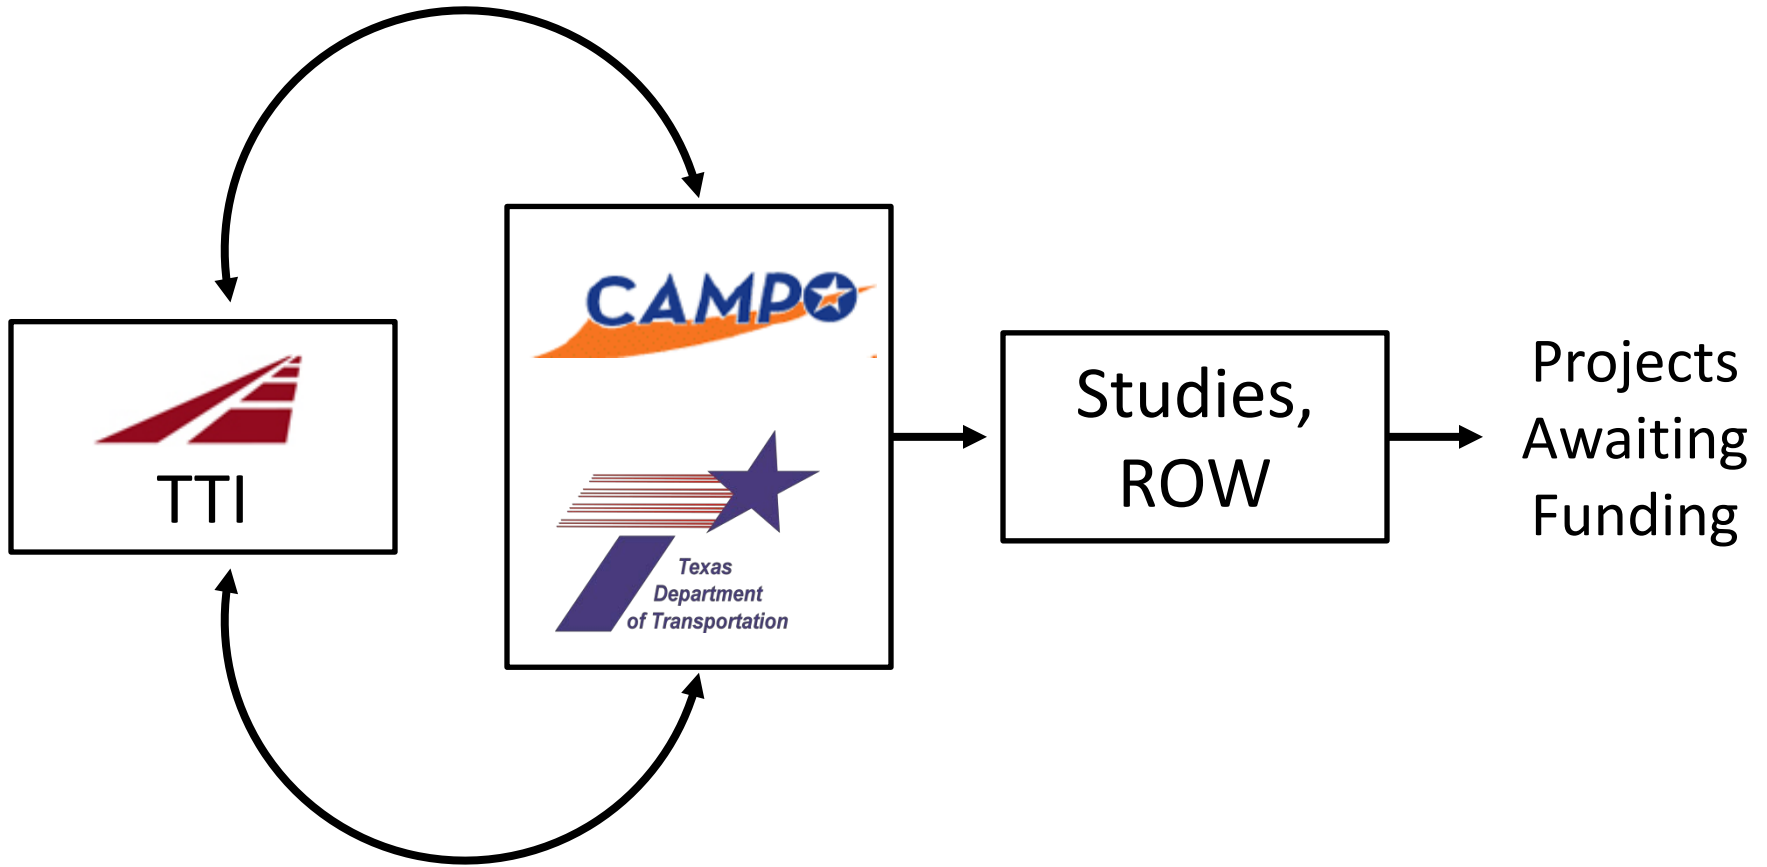 TTI
CAMPO
Texas
Department
of Transportation
Studies,
ROW
Projects
Awaiting
Funding